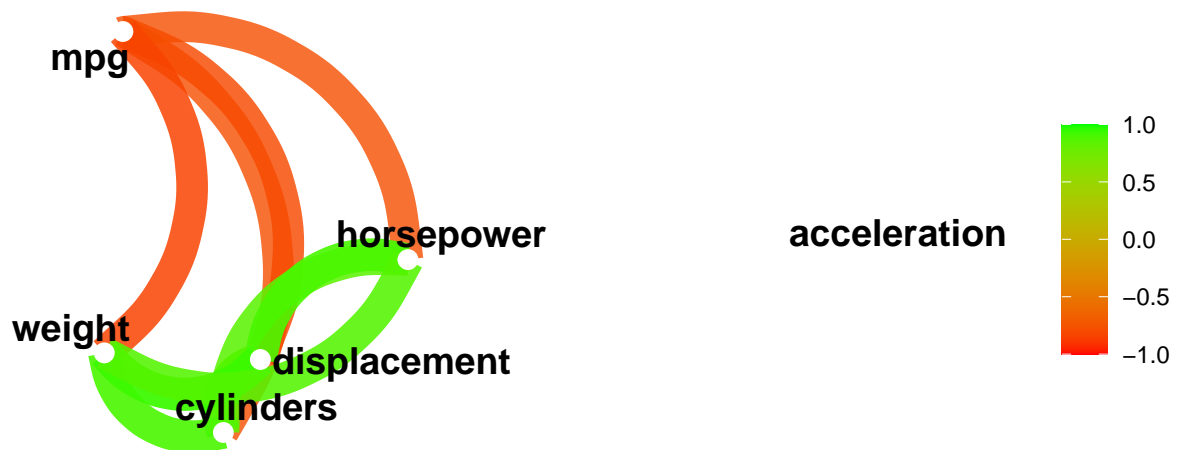 mpg
horsepower
acceleration
weight
displacement
cylinders
1.0
0.5
0.0
−0.5
−1.0